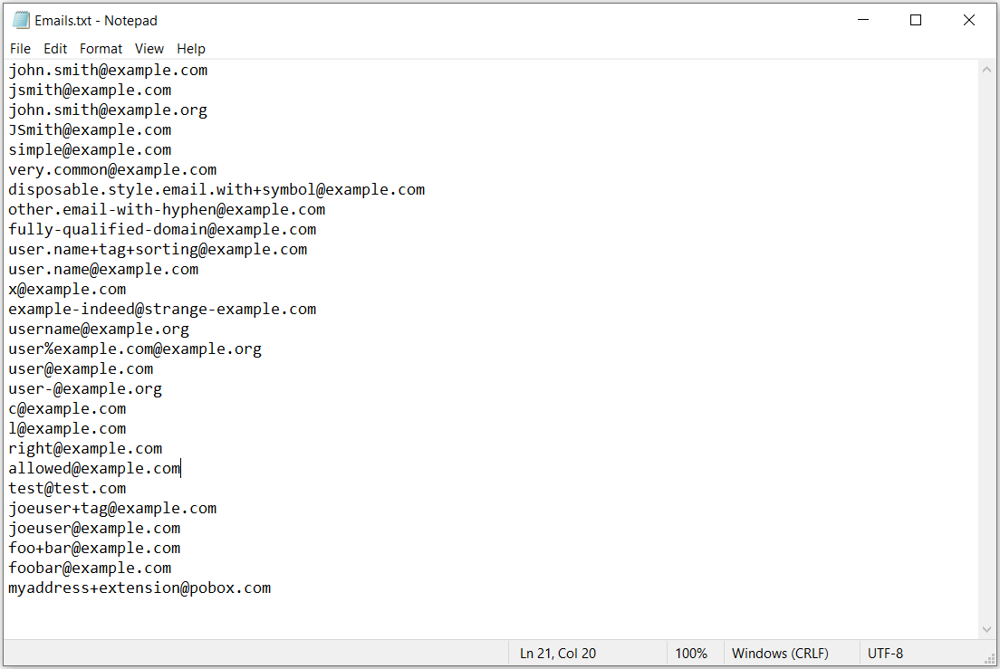 Emails.txt - Notepad
File Edit Format View Help
john.smith@example.com
jsmith@example.com
john.smith@example.org
JSmith@example.com
simple@example.com
very.common@example.com
disposable.style.email.with+symbol@example.com
other.email-with-hyphen@example.com
fully-qualified-domain@example.com
user.name+tag+sorting@example.com
user.name@example.com
x@example.com
example-indeed@strange-example.com
username@example.org
user%example.com@example.org
user@example.com
user-@example.org
c@example.com
l@example.com
right@example.com
allowed@example.com
test@test.com
joeuser+tag@example.com
joeuser@example.com
foo+bar@example.com
foobar@example.com
myaddress+extension@pobox.com
Ln 21, Col 20 100% Windows (CRLF) UTF-8